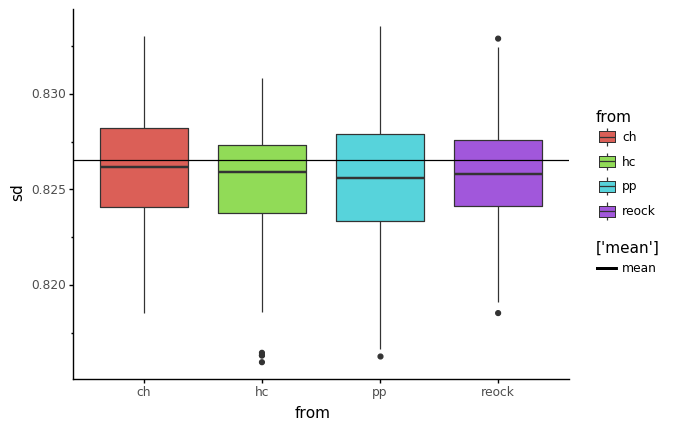 0.830
0.825
0.820
sd
ch
hc
pp
reock
from
from
ch
hc
pp
reock
['mean']
mean